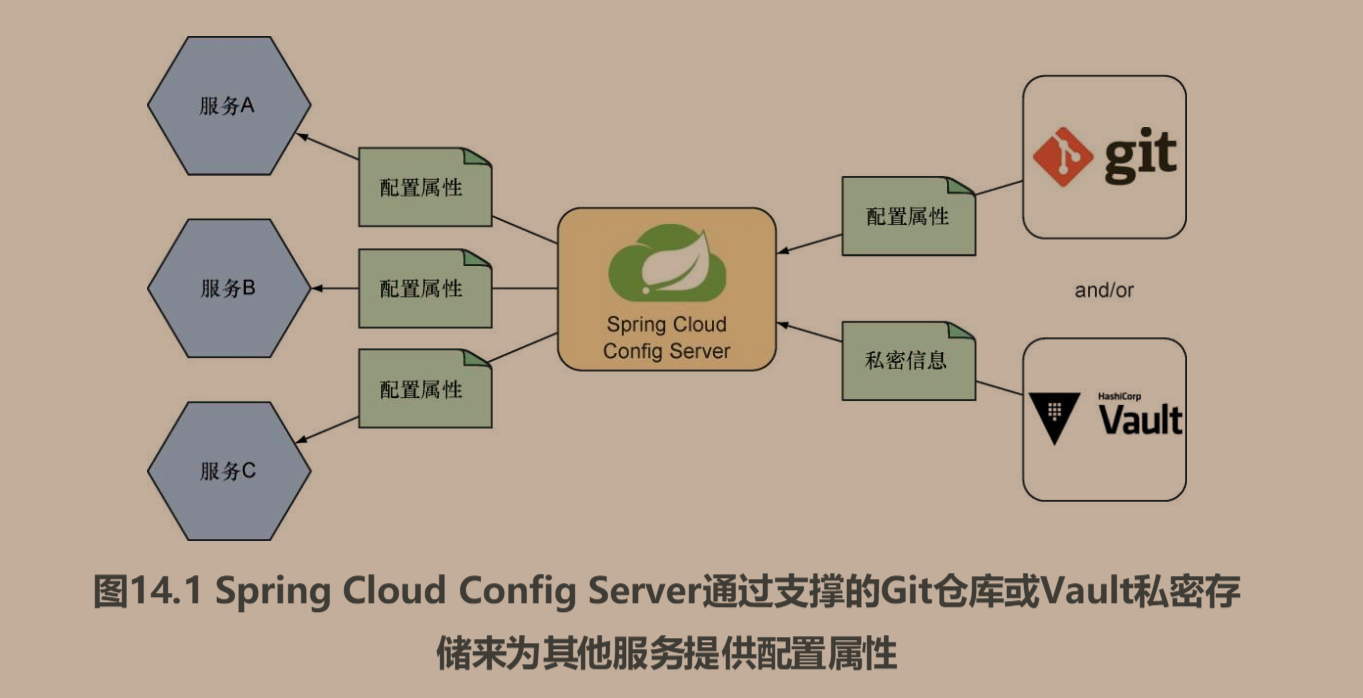 服务A
配置属性
服务B
配置属性
服务C
配置属性
Spring Cloud
Config Server
配置属性
git
and/or
私密信息
HashiCorp
Vault
图14.1 Spring Cloud Config Server通过支撑的Git仓库或Vault私密存
储来为其他服务提供配置属性